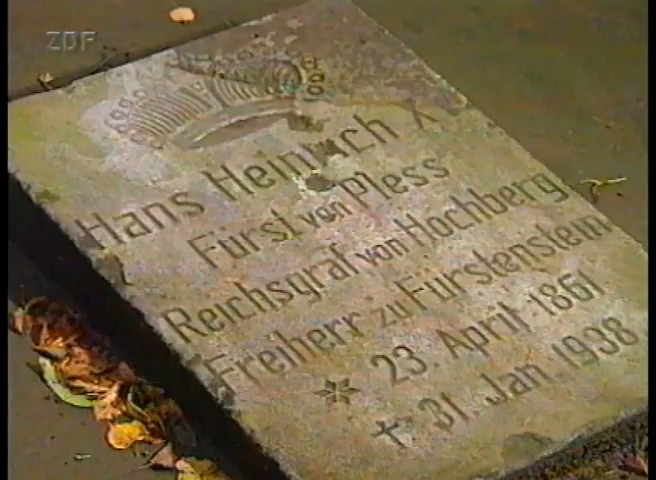 ZDF
Hans Heinrich X
Fürst von Pless
Reichsgraf von Hochberg
Freiherr zu Fürstenstein
* 23. April 1861
† 31. Jan. 1938